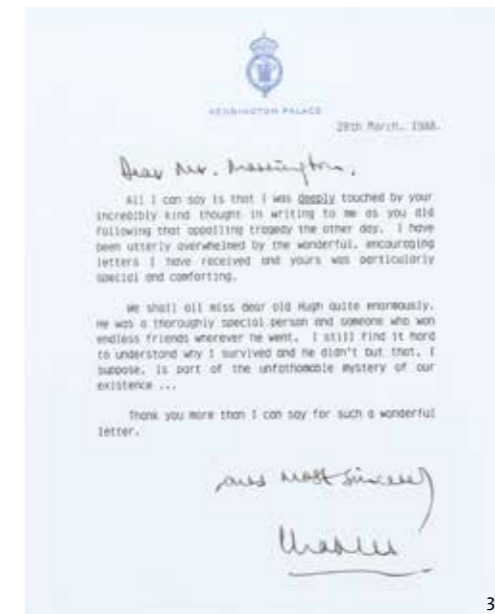 KENSINGTON PALACE
28th March, 1988.
Dear Mr.
All I can say is that I was deeply touched by your
incredibly kind thought in writing to me as you did
following that appalling tragedy the other day. I have
been utterly overwhelmed by the wonderful, encouraging
letters I have received and yours was particularly
special and comforting.
We shall all miss dear old Hugh quite enormously.
He was a thoroughly special person and someone who won
endless friends wherever he went. I still find it hard
to understand why I survived and he didn't but that, I
suppose, is part of the unfathomable mystery of our
existence ...
Thank you more than I can say for such a wonderful
letter.
Yours most sincerely
Charles
3